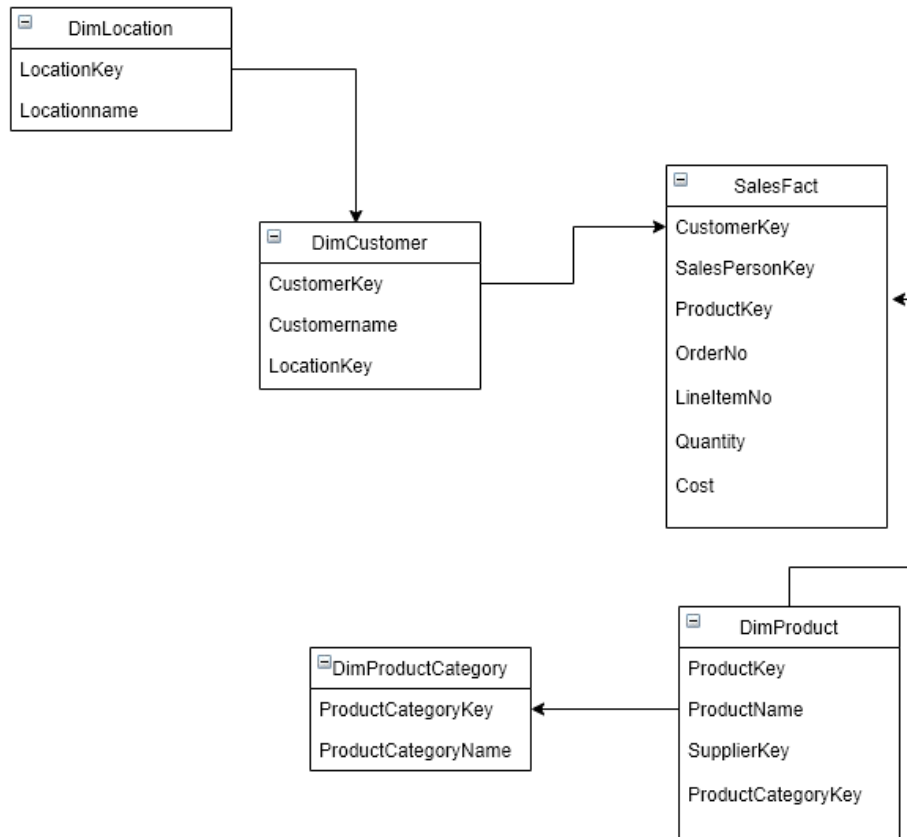 DimLocation
LocationKey
Locationname
DimCustomer
CustomerKey
Customername
LocationKey
SalesFact
CustomerKey
SalesPersonKey
ProductKey
OrderNo
LineItemNo
Quantity
Cost
DimProductCategory
ProductCategoryKey
ProductCategoryName
DimProduct
ProductKey
ProductName
SupplierKey
ProductCategoryKey